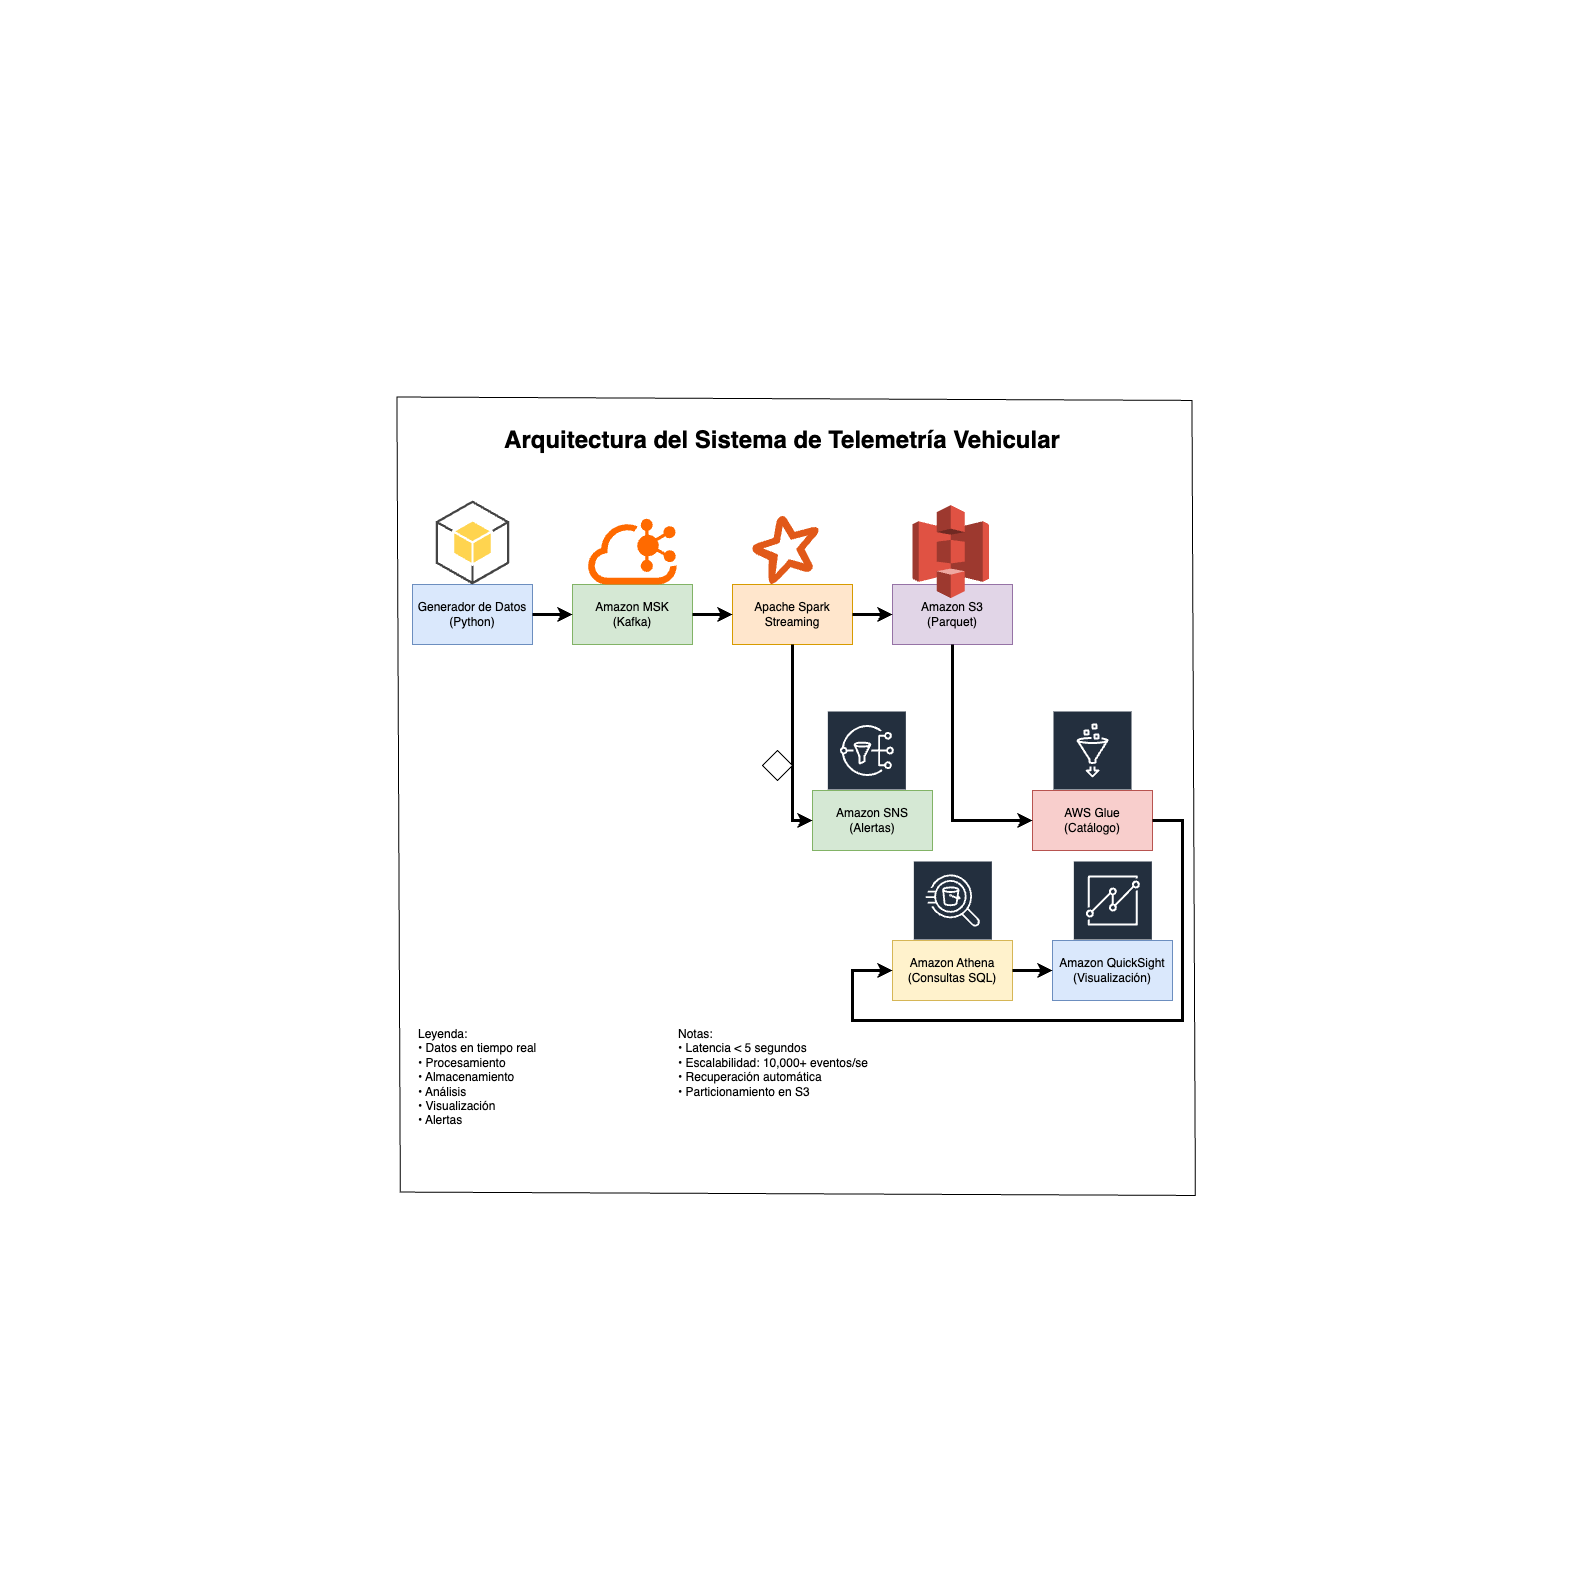 Arquitectura del Sistema de Telemetría Vehicular
Generador de Datos
(Python)
Amazon MSK
(Kafka)
Apache Spark
Streaming
Amazon S3
(Parquet)
Amazon SNS
(Alertas)
AWS Glue
(Catálogo)
Amazon Athena
(Consultas SQL)
Amazon QuickSight
(Visualización)
Leyenda:
• Datos en tiempo real
• Procesamiento
• Almacenamiento
• Análisis
• Visualización
• Alertas
Notas:
• Latencia < 5 segundos
• Escalabilidad: 10,000+ eventos/se
• Recuperación automática
• Particionamiento en S3